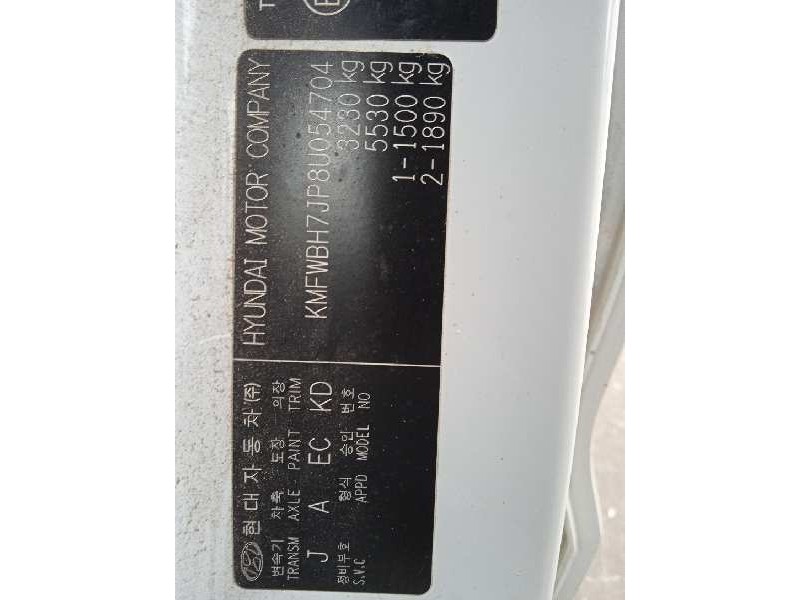 현대자동차(주) HYUNDAI MOTOR COMPANY
변속기 차축 도장 의장
TRANSM AXLE PAINT TRIM
J A EC KD
KMFWBH7JP8U054704
정비부호 형식 승인 번호
S.V.C APPD MODEL NO
3230 kg
5530 kg
1-1500 kg
2-1890 kg